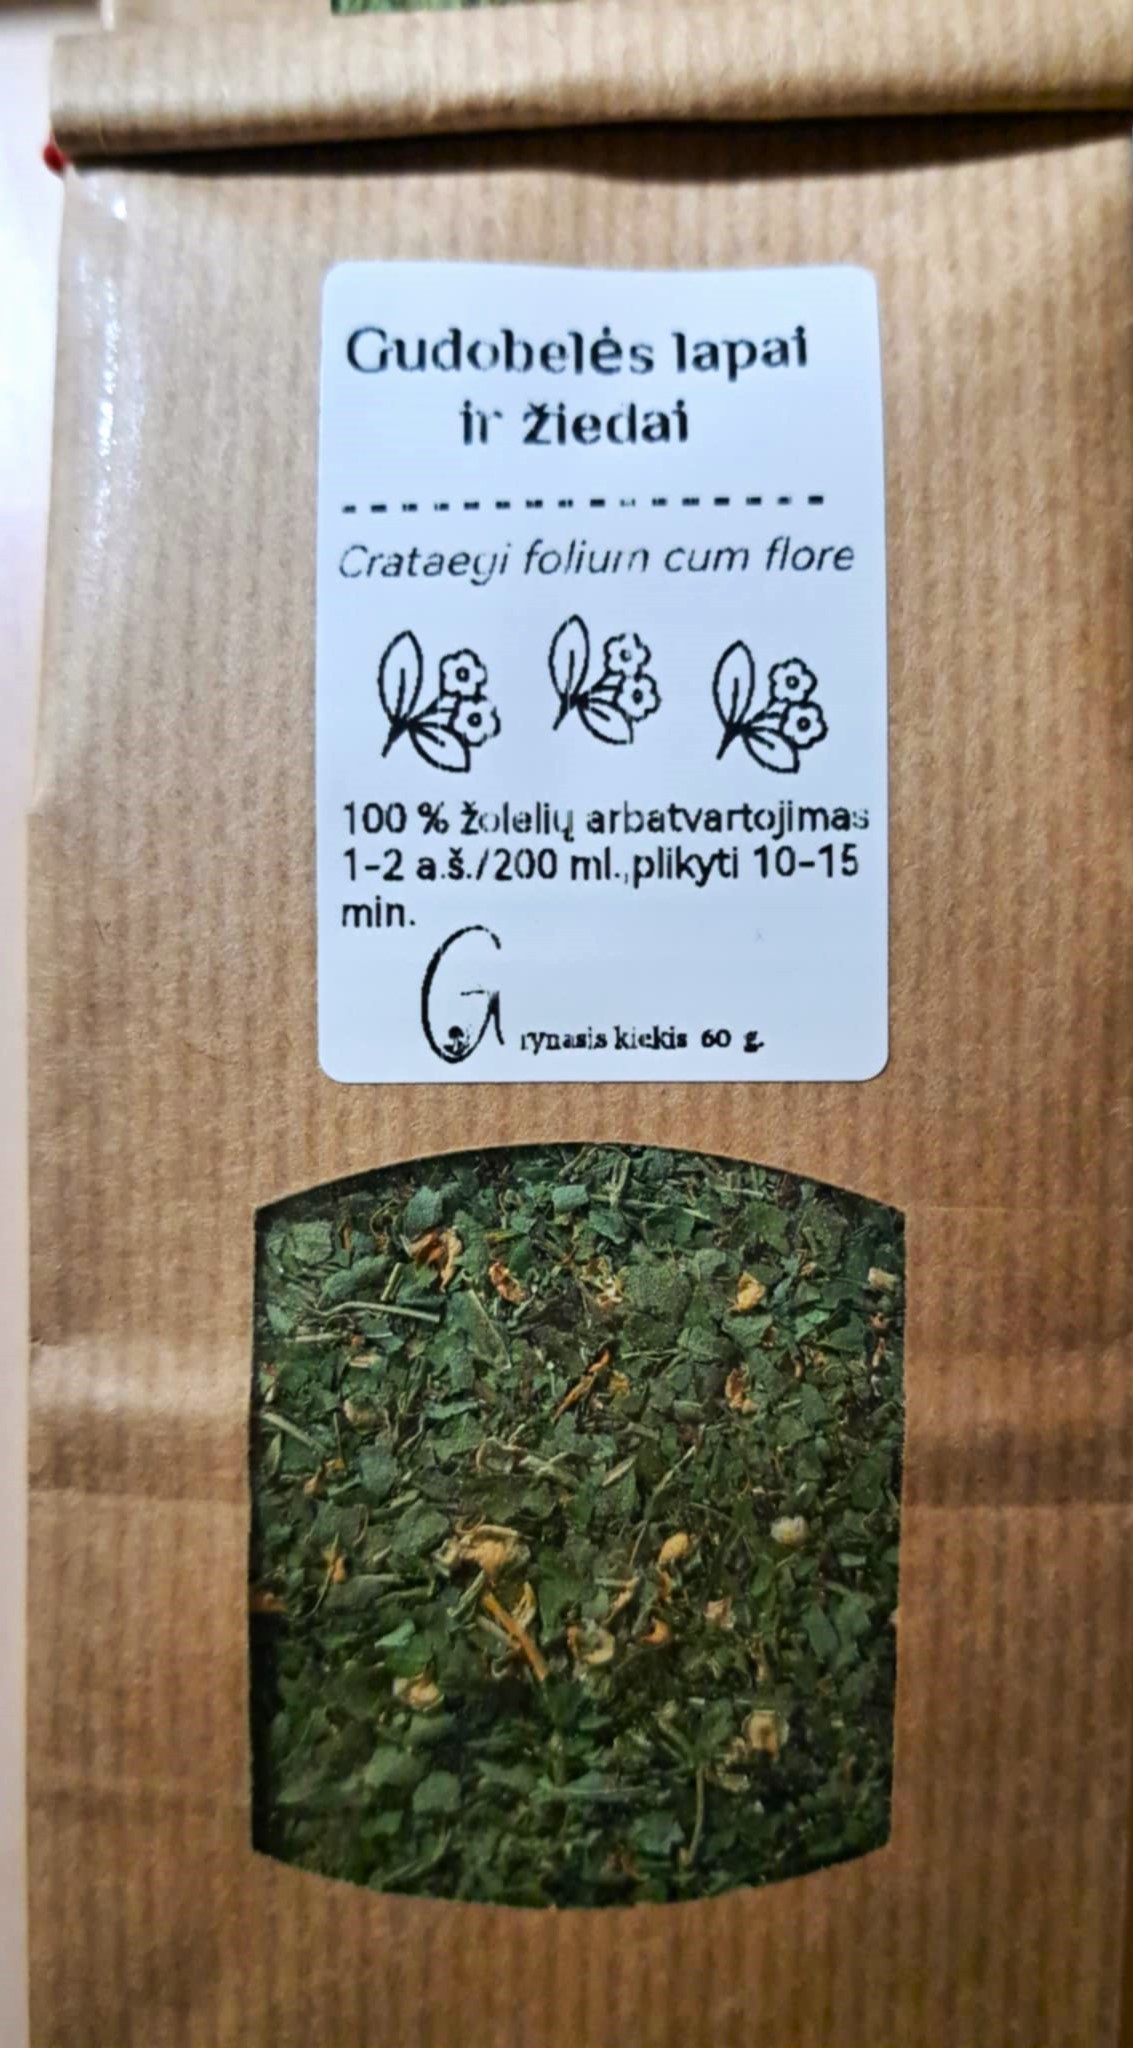 Gudobelės lapai
ir žiedai
Crataegi folium cum flore
100 % žolelių arbatvartojimas
1-2 a.š./200 ml.,plikyti 10-15
min.
Grynasis kiekis 60 g.